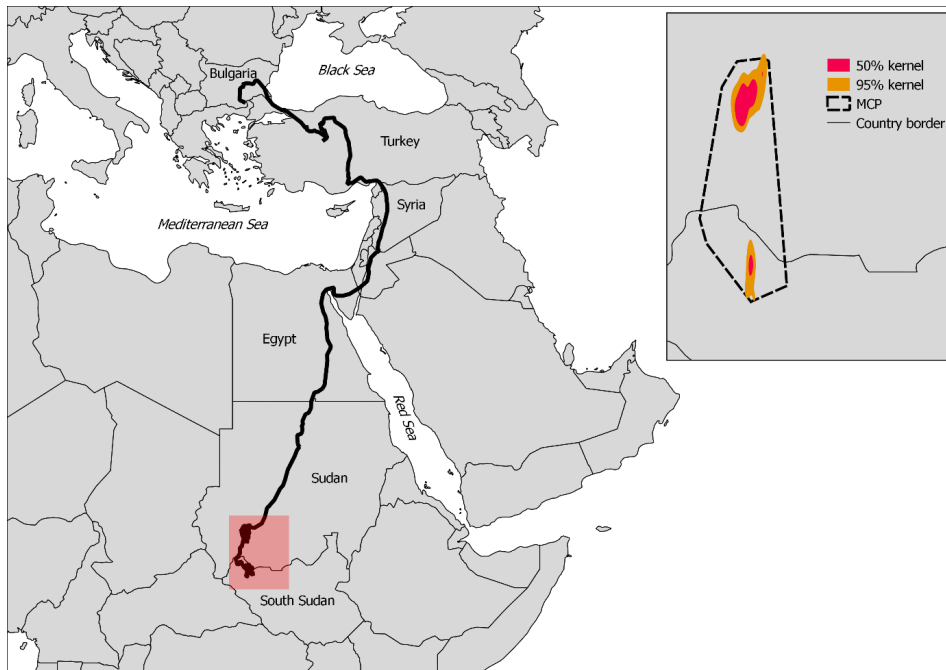 Bulgaria
Black Sea
Turkey
Syria
Mediterranean Sea
Egypt
Red Sea
Sudan
South Sudan
50% kernel
95% kernel
MCP
Country border